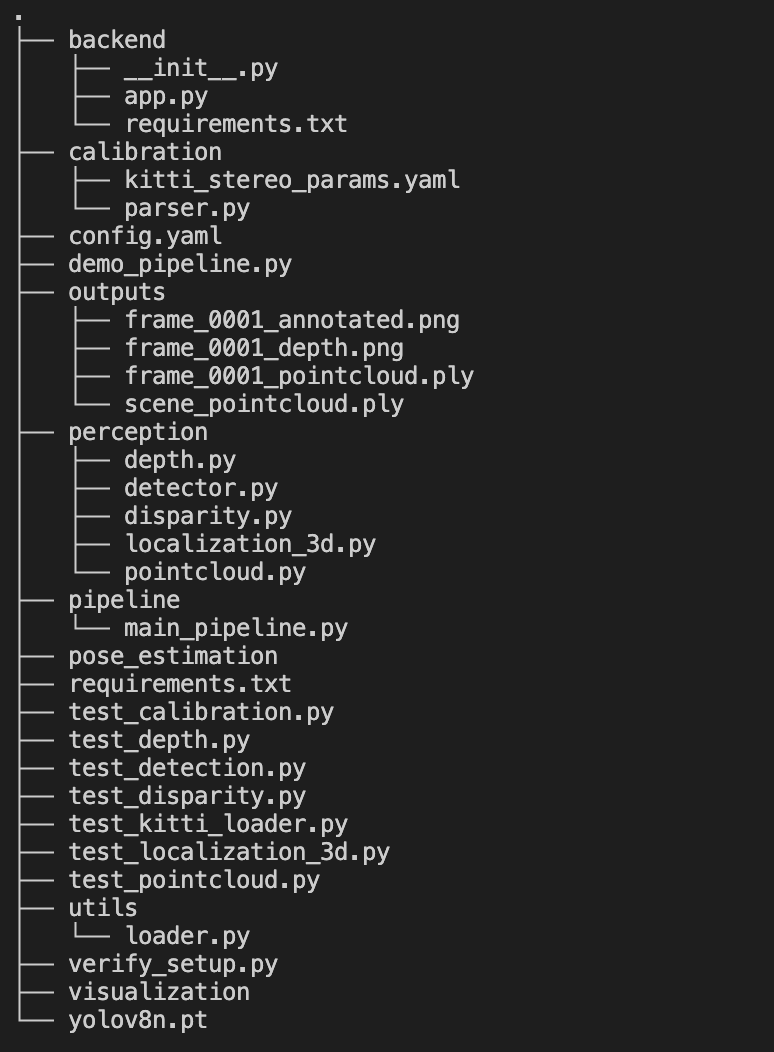 .
├── backend
│   ├── __init__.py
│   ├── app.py
│   └── requirements.txt
├── calibration
│   ├── kitti_stereo_params.yaml
│   └── parser.py
├── config.yaml
├── demo_pipeline.py
├── outputs
│   ├── frame_0001_annotated.png
│   ├── frame_0001_depth.png
│   ├── frame_0001_pointcloud.ply
│   └── scene_pointcloud.ply
├── perception
│   ├── depth.py
│   ├── detector.py
│   ├── disparity.py
│   ├── localization_3d.py
│   └── pointcloud.py
├── pipeline
│   └── main_pipeline.py
├── pose_estimation
├── requirements.txt
├── test_calibration.py
├── test_depth.py
├── test_detection.py
├── test_disparity.py
├── test_kitti_loader.py
├── test_localization_3d.py
├── test_pointcloud.py
├── utils
│   └── loader.py
├── verify_setup.py
├── visualization
└── yolov8n.pt